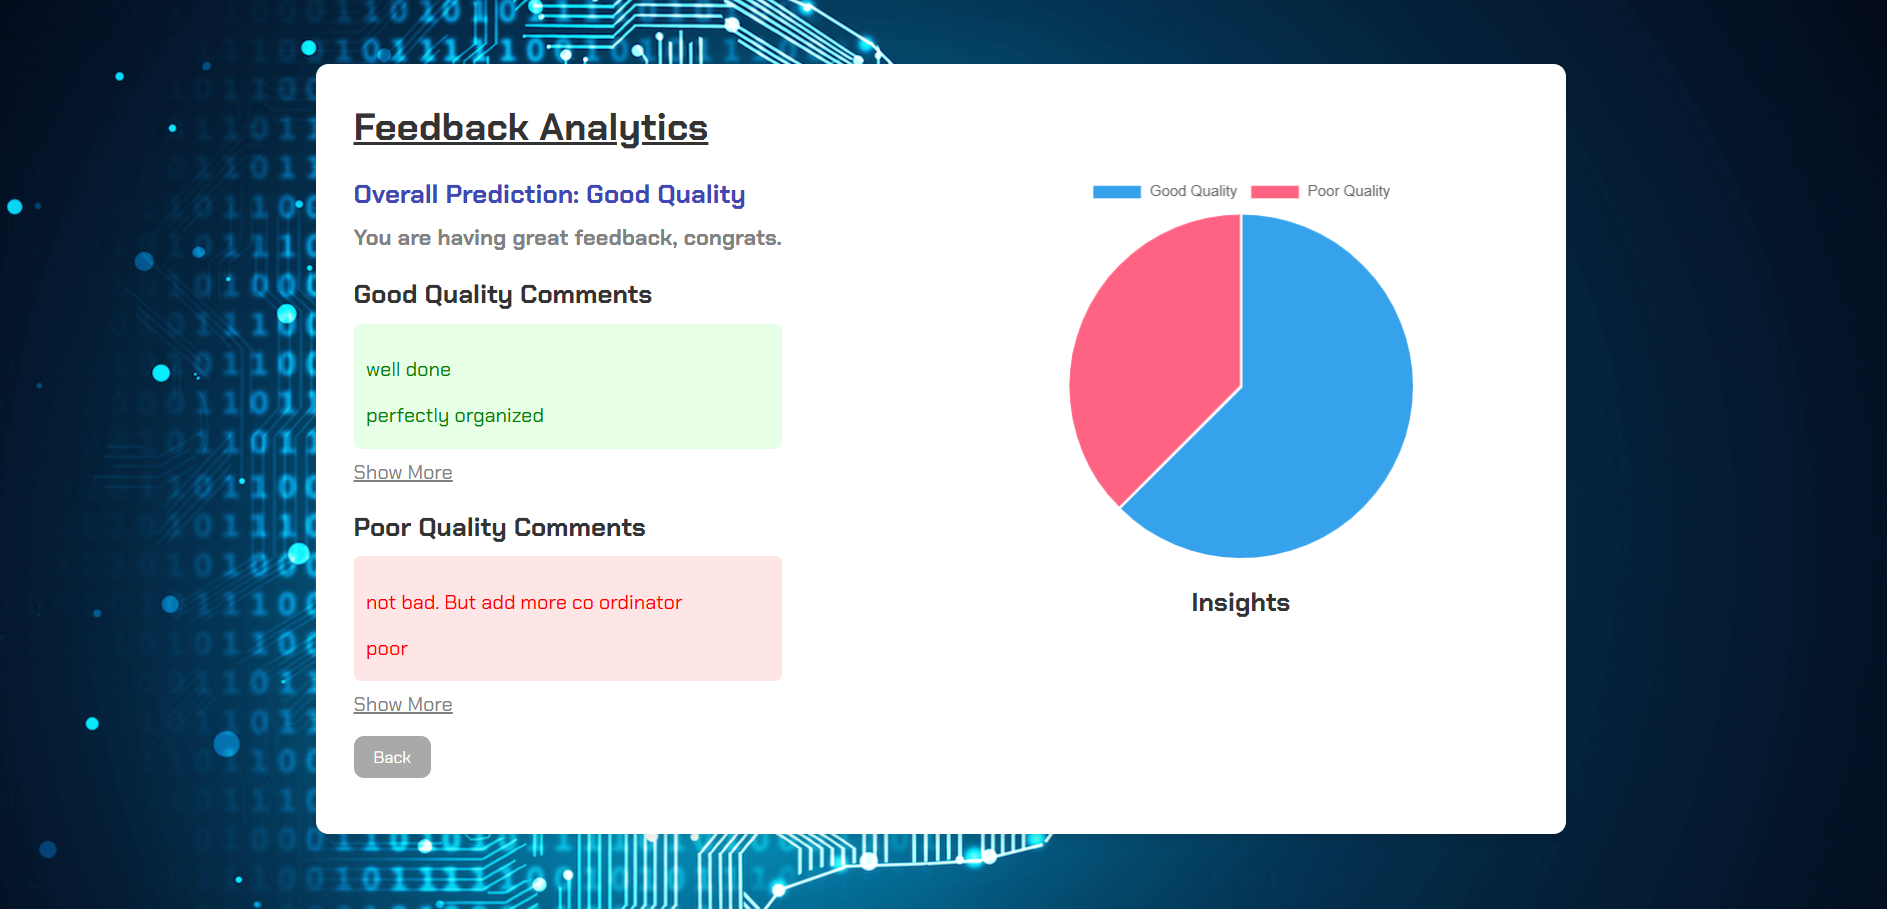 Feedback Analytics
Overall Prediction: Good Quality
You are having great feedback, congrats.
Good Quality Comments
well done
perfectly organized
Show More
Poor Quality Comments
not bad. But add more co ordinator
poor
Show More
Back
Good Quality
Poor Quality
Insights